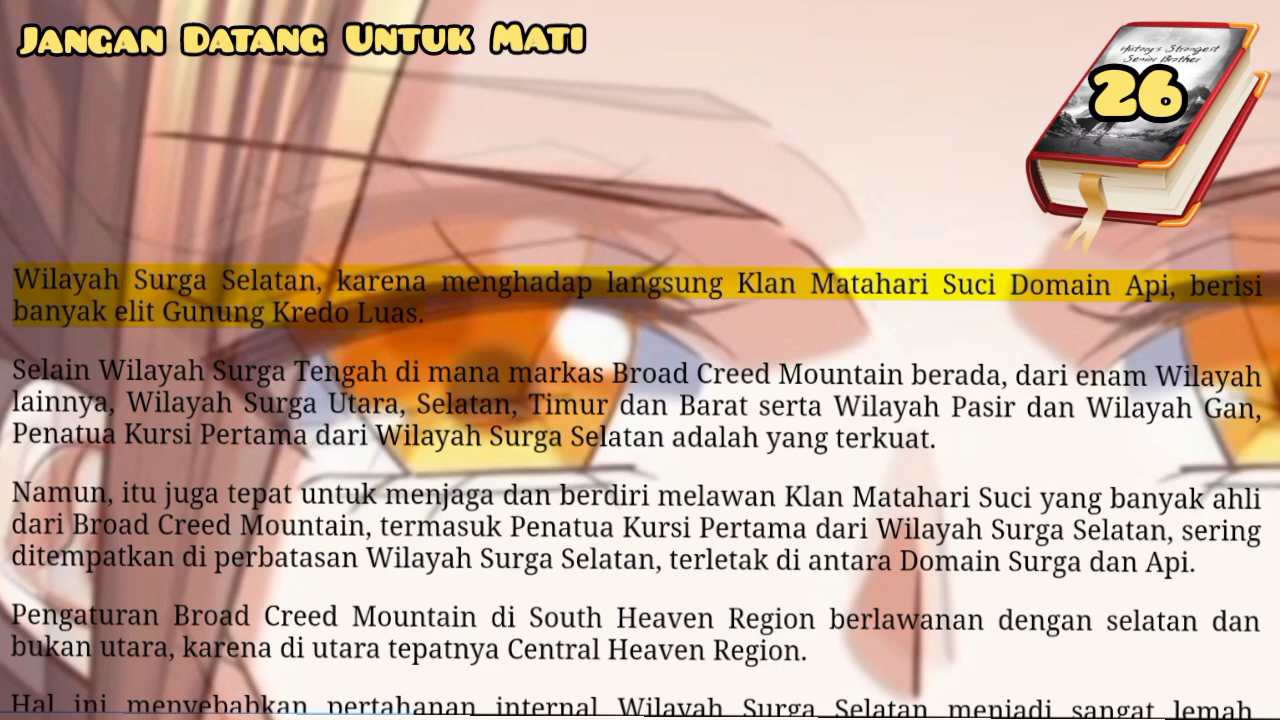 Jangan Datang Untuk Mati
History's Strongest
Senior Brother
26
Wilayah Surga Selatan, karena menghadap langsung Klan Matahari Suci Domain Api, berisi
banyak elit Gunung Kredo Luas.
Selain Wilayah Surga Tengah di mana markas Broad Creed Mountain berada, dari enam Wilayah
lainnya, Wilayah Surga Utara, Selatan, Timur dan Barat serta Wilayah Pasir dan Wilayah Gan,
Penatua Kursi Pertama dari Wilayah Surga Selatan adalah yang terkuat.
Namun, itu juga tepat untuk menjaga dan berdiri melawan Klan Matahari Suci yang banyak ahli
dari Broad Creed Mountain, termasuk Penatua Kursi Pertama dari Wilayah Surga Selatan, sering
ditempatkan di perbatasan Wilayah Surga Selatan, terletak di antara Domain Surga dan Api.
Pengaturan Broad Creed Mountain di South Heaven Region berlawanan dengan selatan dan
bukan utara, karena di utara tepatnya Central Heaven Region.
Hal ini menyebabkan pertahanan internal Wilayah Surga Selatan menjadi sangat lemah.